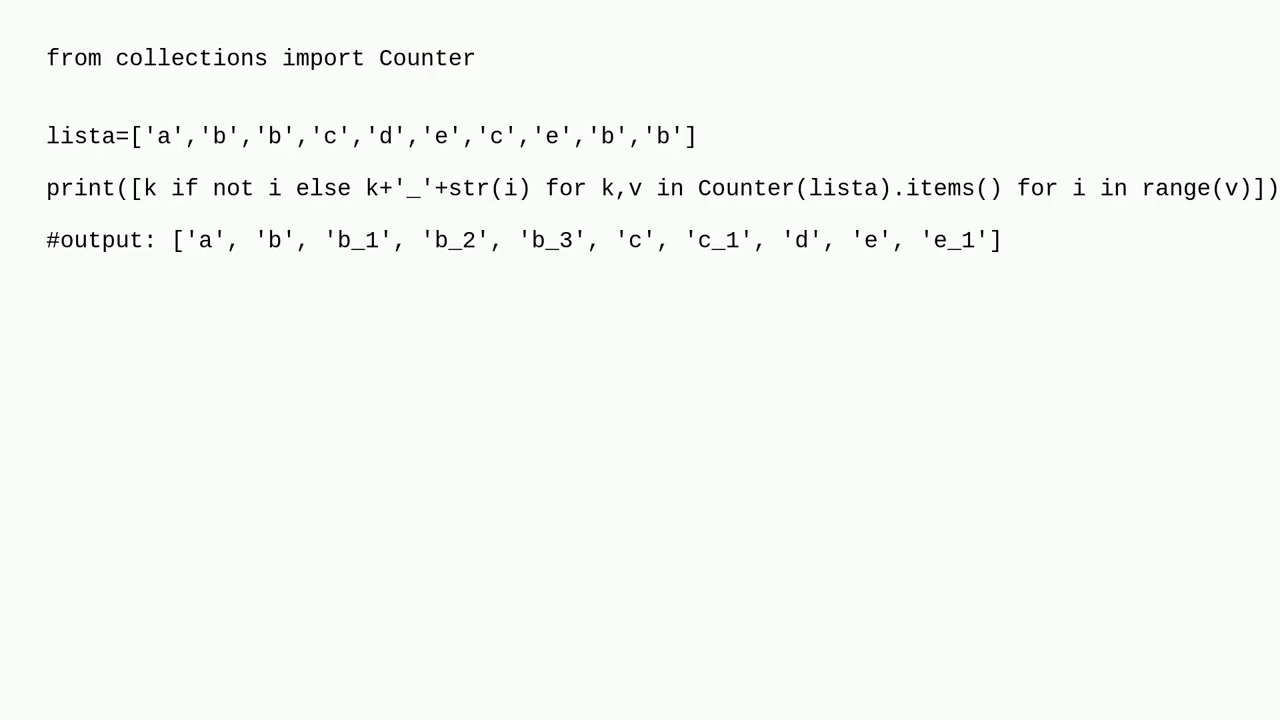 from collections import Counter
lista=['a','b','b','c','d','e','c','e','b','b']
print([k if not i else k+'_'+str(i) for k,v in Counter(lista).items() for i in range(v)])
#output: ['a', 'b', 'b_1', 'b_2', 'b_3', 'c', 'c_1', 'd', 'e', 'e_1']